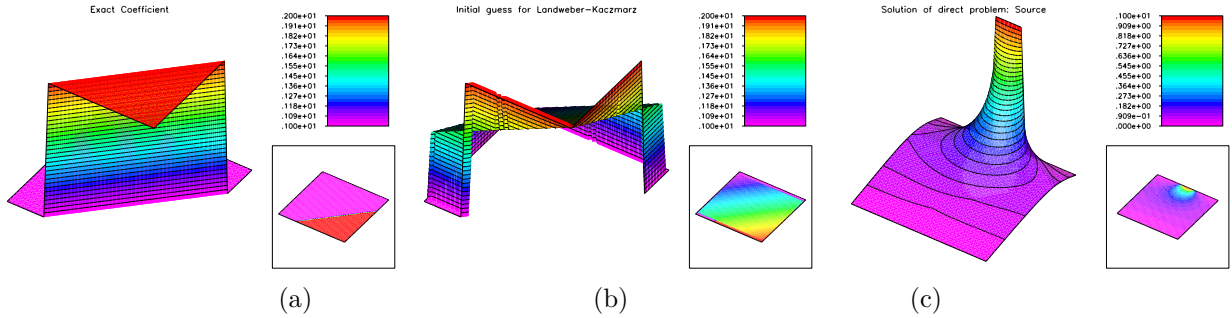 Exact Coefficient
.200e+01
.191e+01
.182e+01
.173e+01
.164e+01
.155e+01
.145e+01
.136e+01
.127e+01
.118e+01
.109e+01
.100e+01
(a)
Initial guess for Landweber-Kaczmarz
.200e+01
.191e+01
.182e+01
.173e+01
.164e+01
.155e+01
.145e+01
.136e+01
.127e+01
.118e+01
.109e+01
.100e+01
(b)
Solution of direct problem: Source
.100e+01
.909e+00
.818e+00
.727e+00
.636e+00
.545e+00
.455e+00
.364e+00
.273e+00
.182e+00
.909e-01
.000e+00
(c)